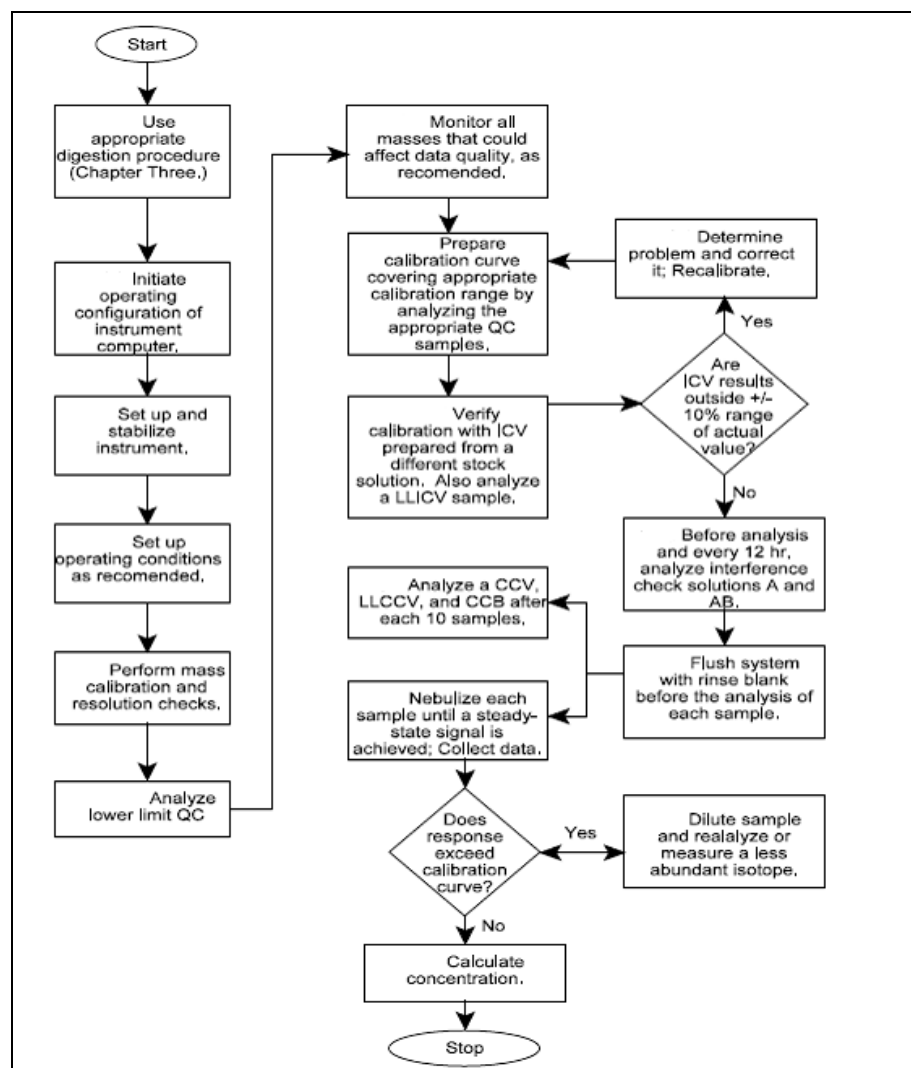 Start
Use
appropriate
digestion procedure
(Chapter Three.)
Initiate
operating
configuration of
instrument
computer.
Set up and
stabilize
instrument.
Set up
operating conditions
as recomended.
Perform mass
calibration and
resolution checks.
Analyze
lower limit QC
Monitor all
masses that could
affect data quality, as
recomended.
Prepare
calibration curve
covering appropriate
calibration range by
analyzing the
appropriate QC
samples.
Determine
problem and correct
it; Recalibrate.
Yes
Verify
calibration with ICV
prepared from a
different stock
solution. Also analyze
a LLICV sample.
Are
ICV results
outside +/-
10% range
of actual
value?
No
Before analysis
and every 12 hr,
analyze interference
check solutions A and
AB.
Flush system
with rinse blank
before the analysis of
each sample.
Analyze a CCV,
LLCCV, and CCB after
each 10 samples.
Nebulize each
sample until a steady-
state signal is
achieved; Collect data.
Does
response
exceed
calibration
curve?
Yes
Dilute sample
and realalyze or
measure a less
abundant isotope.
No
Calculate
concentration.
Stop